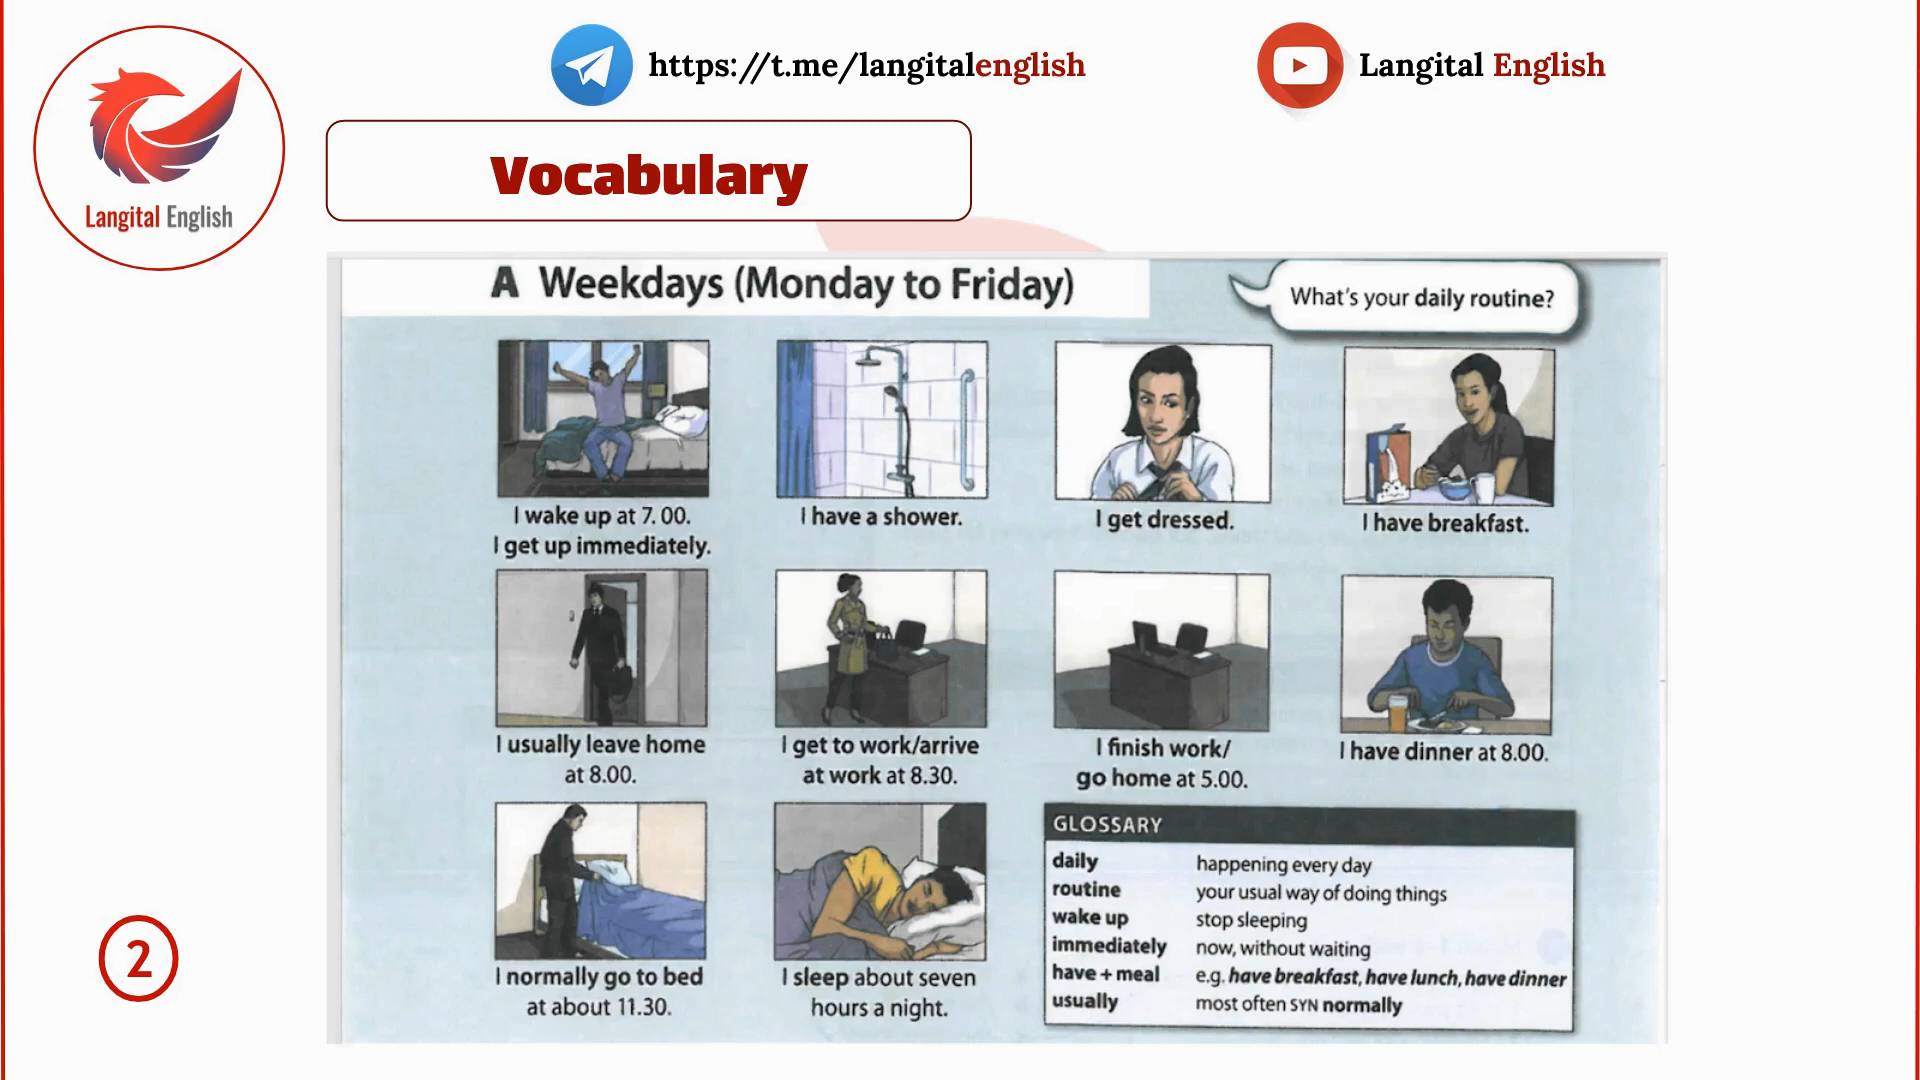 https://t.me/langitalenglish
Langital English
Langital English
Vocabulary
A Weekdays (Monday to Friday)
What's your daily routine?
I wake up at 7. 00.
I get up immediately.
I have a shower.
I get dressed.
I have breakfast.
I usually leave home
at 8.00.
I get to work/arrive
at work at 8.30.
I finish work/
go home at 5.00.
I have dinner at 8.00.
I normally go to bed
at about 11.30.
I sleep about seven
hours a night.
GLOSSARY
daily happening every day
routine your usual way of doing things
wake up stop sleeping
immediately now, without waiting
have + meal e.g. have breakfast, have lunch, have dinner
usually most often SYN normally
2